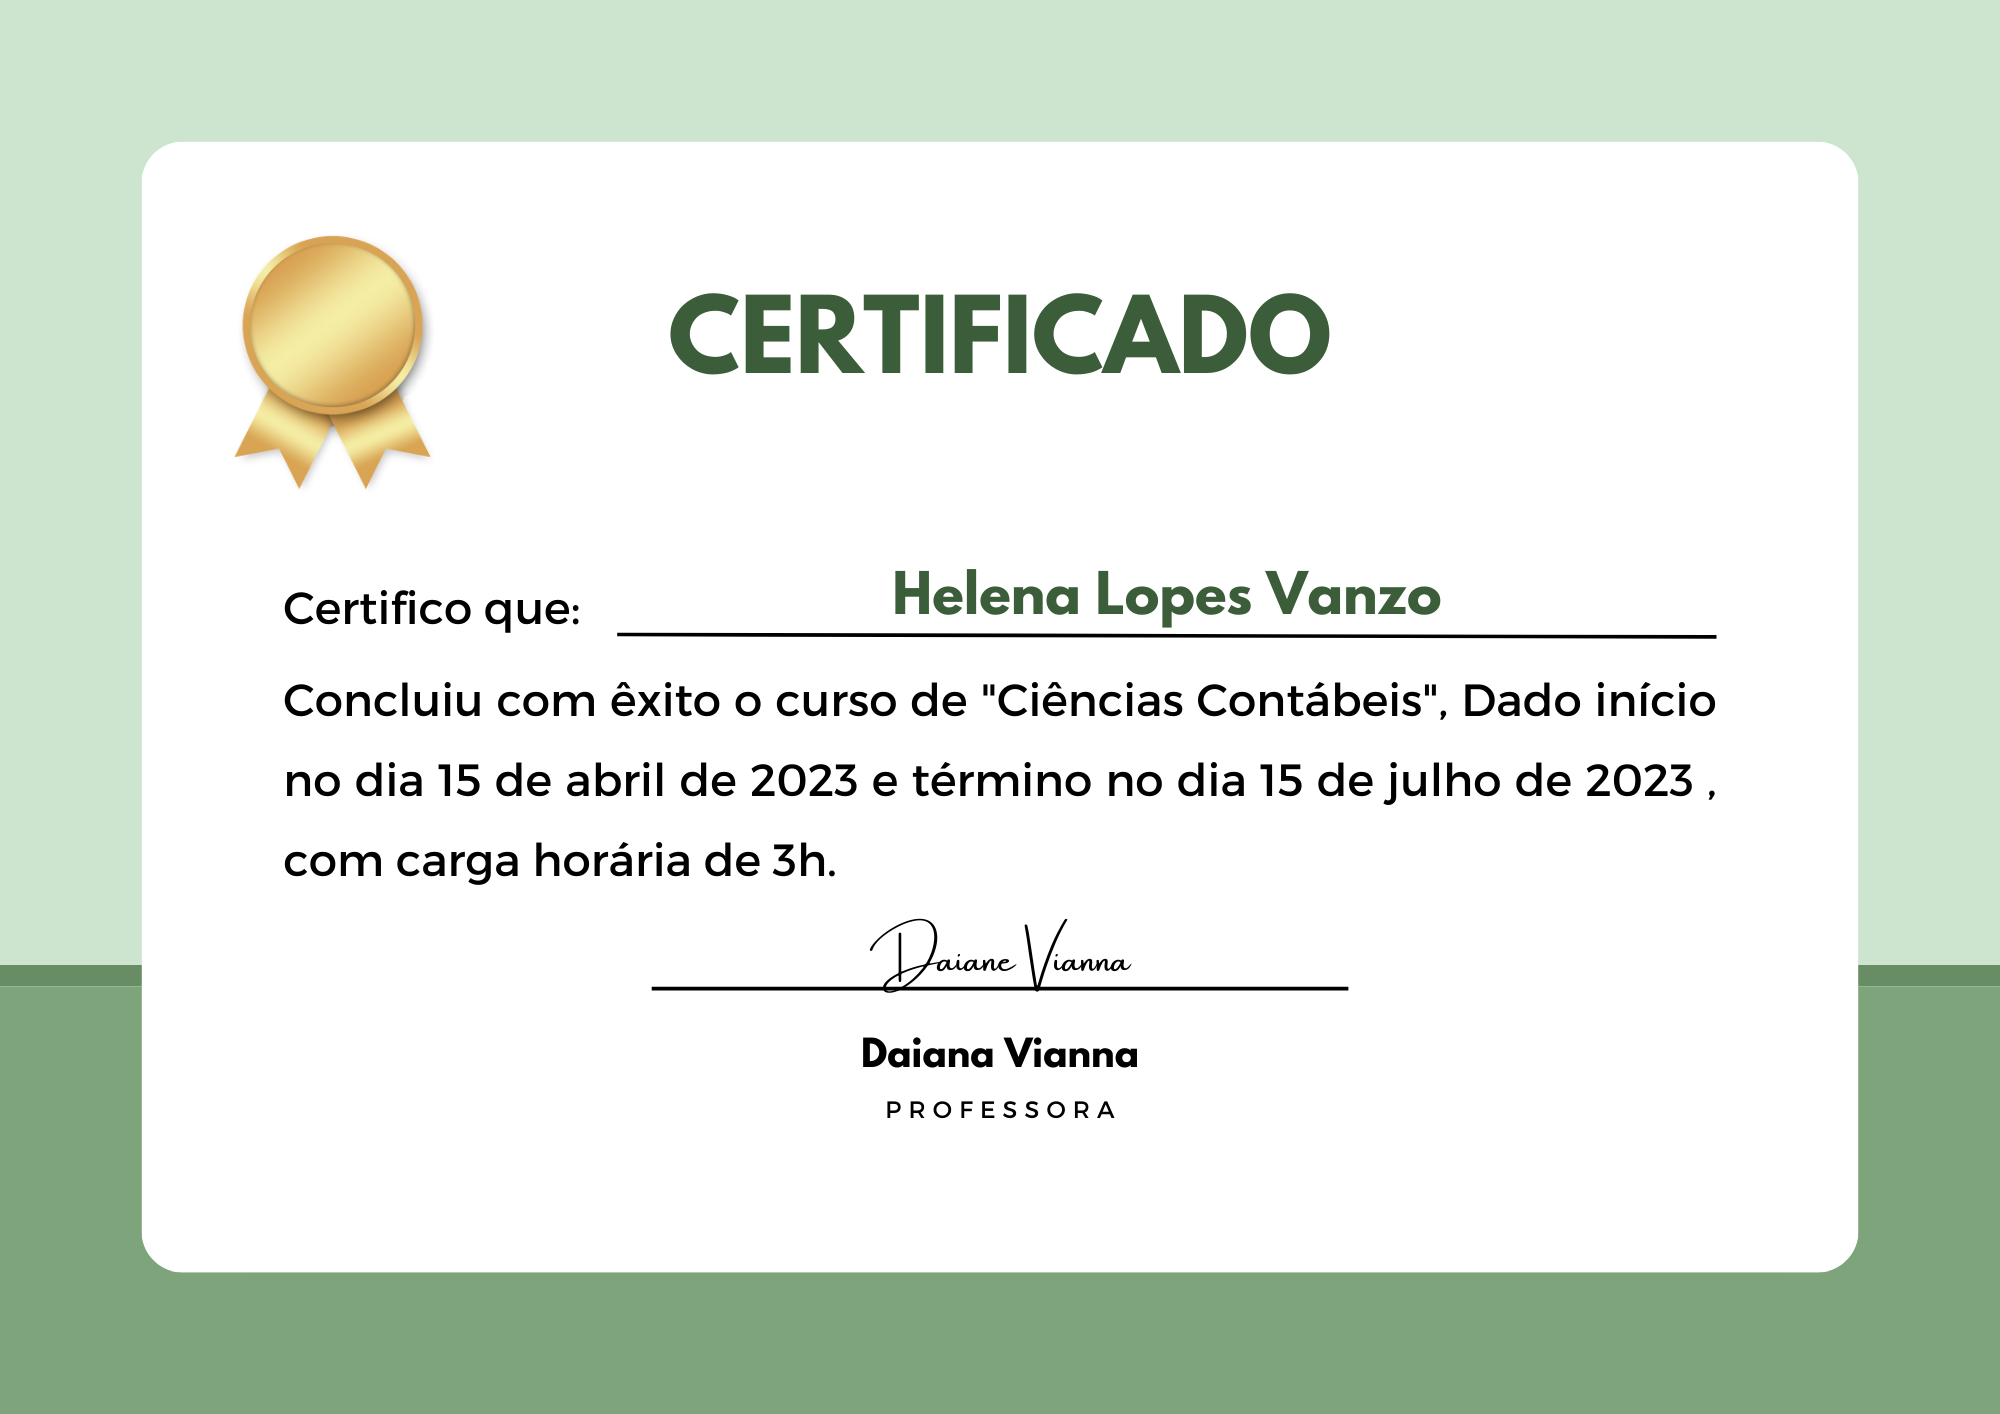 CERTIFICADO
Certifico que: Helena Lopes Vanzo
Concluiu com êxito o curso de "Ciências Contábeis", Dado início
no dia 15 de abril de 2023 e término no dia 15 de julho de 2023 ,
com carga horária de 3h.
Daiane Vianna
Daiana Vianna
PROFESSORA